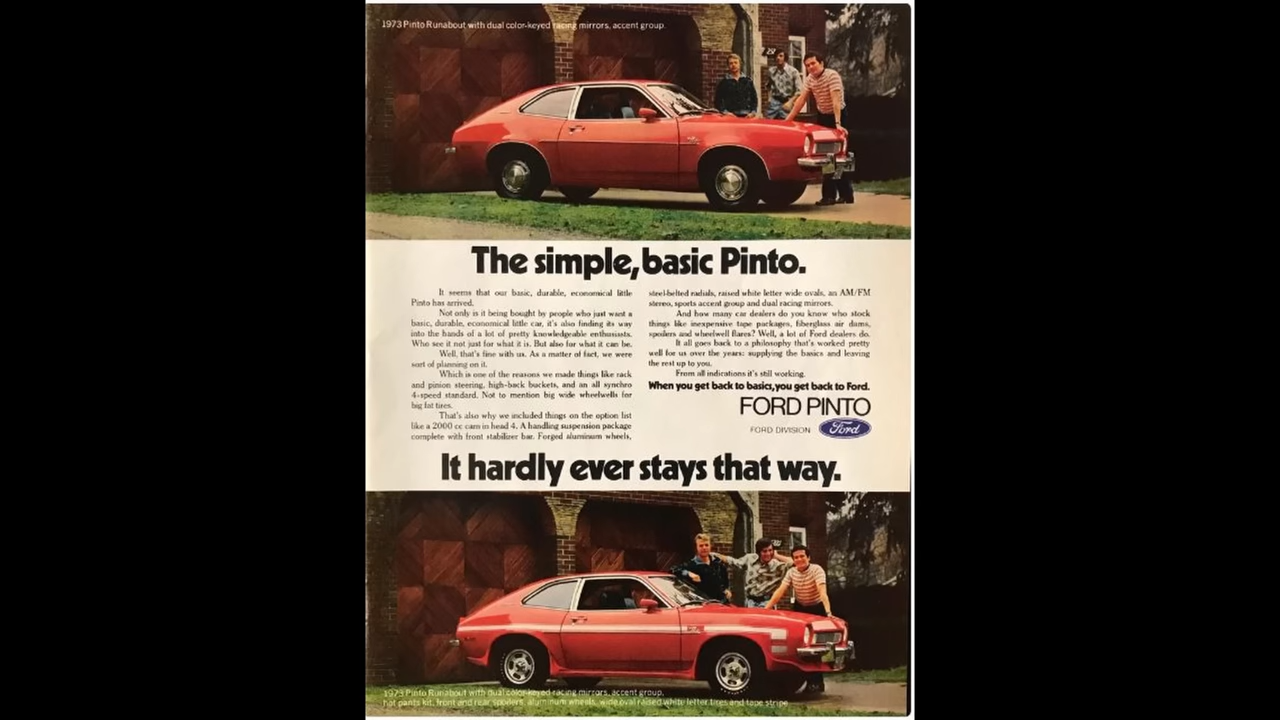 1973 Pinto Runabout with dual color-keyed racing mirrors, accent group.
The simple, basic Pinto.
It seems that our basic, durable, economical little
Pinto has arrived.
Not only is it being bought by people who just want a
basic, durable, economical little car, it's also finding its way
into the hands of a lot of pretty knowledgeable enthusiasts.
Who see it not just for what it is. But also for what it can be.
Well, that's fine with us. As a matter of fact, we were
sort of planning on it.
Which is one of the reasons we made things like rack
and pinion steering, high-back buckets, and an all synchro
4-speed standard. Not to mention big wide wheelwells for
big fat tires.
That's also why we included things on the option list
like a 2000 cc cam in head 4. A handling suspension package
complete with front stabilizer bar. Forged aluminum wheels,
steel-belted radials, raised white letter wide ovals, an AM/FM
stereo, sports accent group and dual racing mirrors.
And how many car dealers do you know who stock
things like inexpensive tape packages, fiberglass air dams,
spoilers and wheelwell flares? Well, a lot of Ford dealers do.
It all goes back to a philosophy that's worked pretty
well for us over the years: supplying the basics and leaving
the rest up to you.
From all indications it's still working.
When you get back to basics, you get back to Ford.
FORD PINTO
FORD DIVISION Ford
It hardly ever stays that way.
1973 Pinto Runabout with dual color-keyed racing mirrors, accent group,
hot pants kit, front and rear spoilers, aluminum wheels, wide oval raised white letter tires and tape stripe